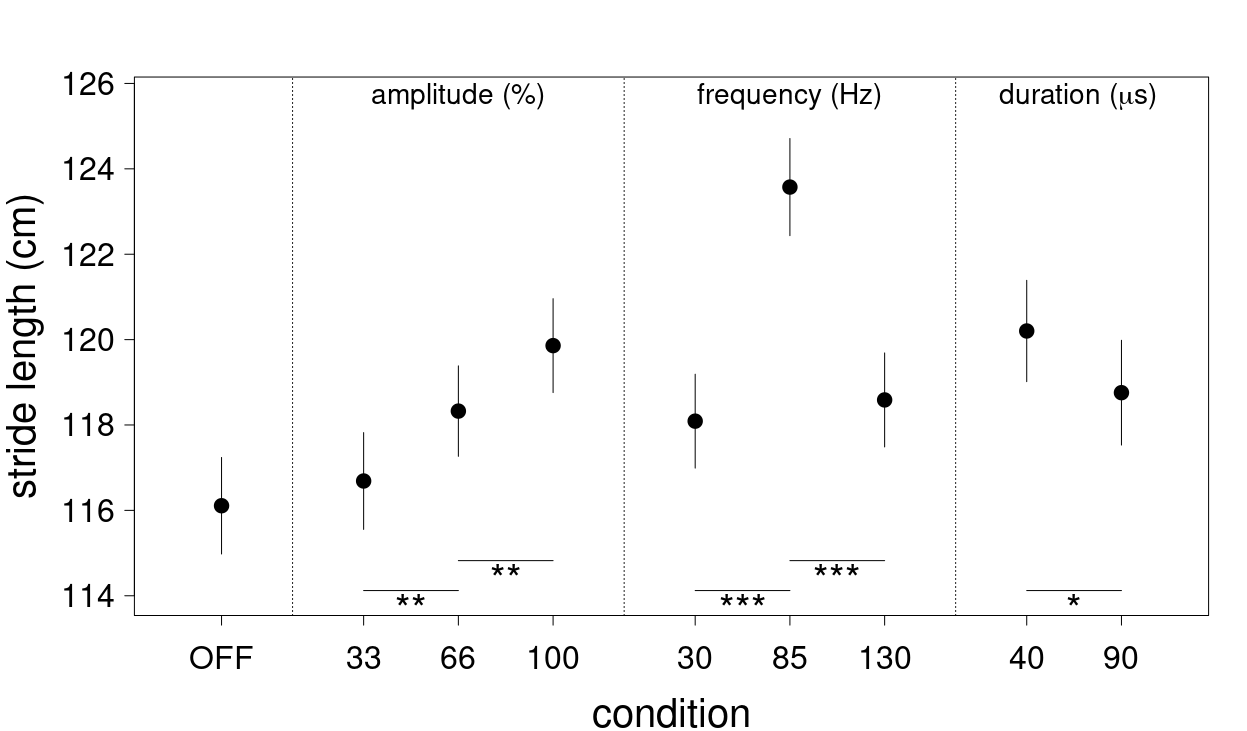 amplitude (%) frequency (Hz) duration (μs)
126
124
122
120
118
116
114
stride length (cm)
** ***
** *** *
OFF 33 66 100 30 85 130 40 90
condition